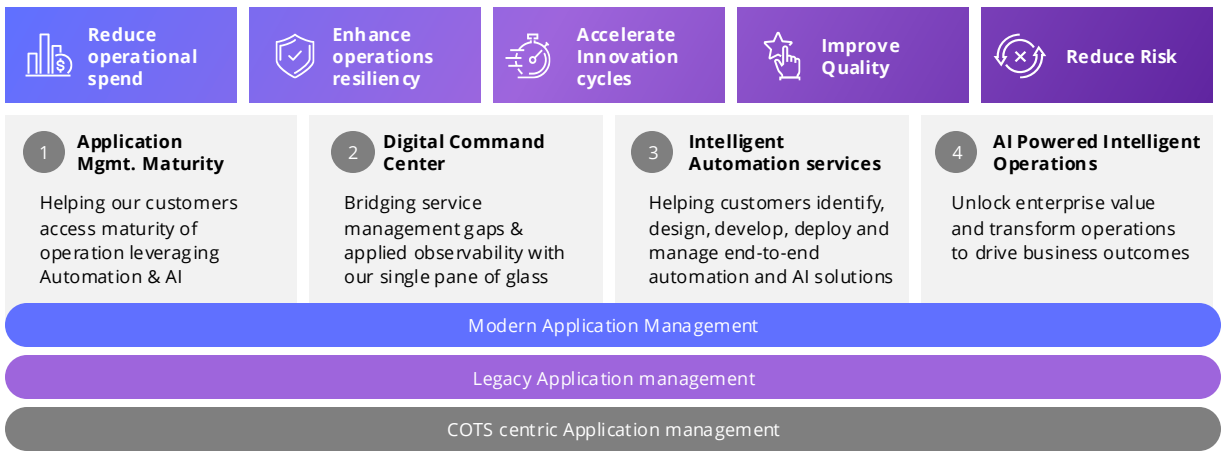 Reduce
operational
spend
Enhance
operations
resiliency
Accelerate
Innovation
cycles
Improve
Quality
Reduce Risk
1
Application
Mgmt. Maturity
Helping our customers
access maturity of
operation leveraging
Automation & AI
2
Digital Command
Center
Bridging service
management gaps &
applied observability with
our single pane of glass
3
Intelligent
Automation services
Helping customers identify,
design, develop, deploy and
manage end-to-end
automation and AI solutions
4
AI Powered Intelligent
Operations
Unlock enterprise value
and transform operations
to drive business outcomes
Modern Application Management
Legacy Application management
COTS centric Application management